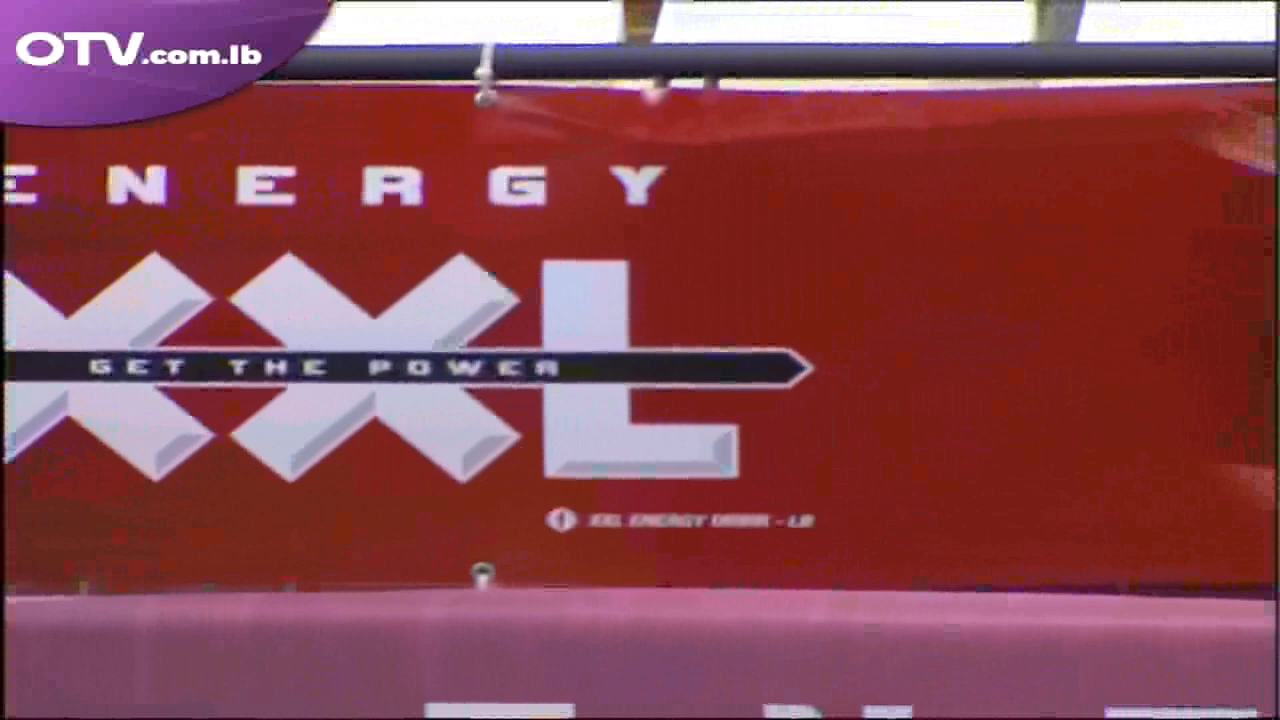 OTV.com.lb
ENERGY
XXL
GET THE POWER
XXL ENERGY DRINK - LB